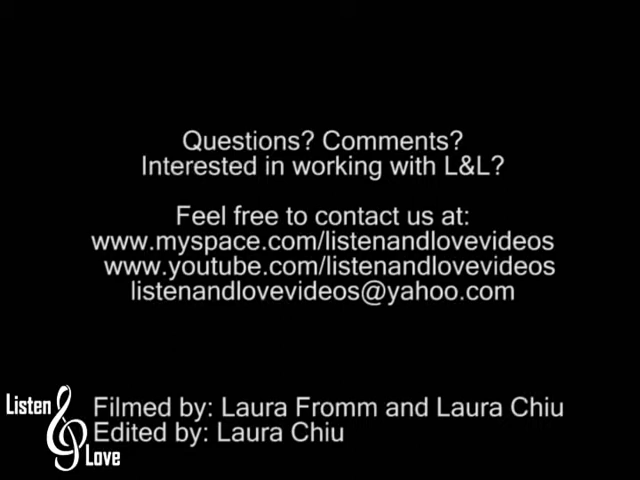 Questions? Comments?
Interested in working with L&L?
Feel free to contact us at:
www.myspace.com/listenandlovevideos
www.youtube.com/listenandlovevideos
listenandlovevideos@yahoo.com
Listen
Love
Filmed by: Laura Fromm and Laura Chiu
Edited by: Laura Chiu